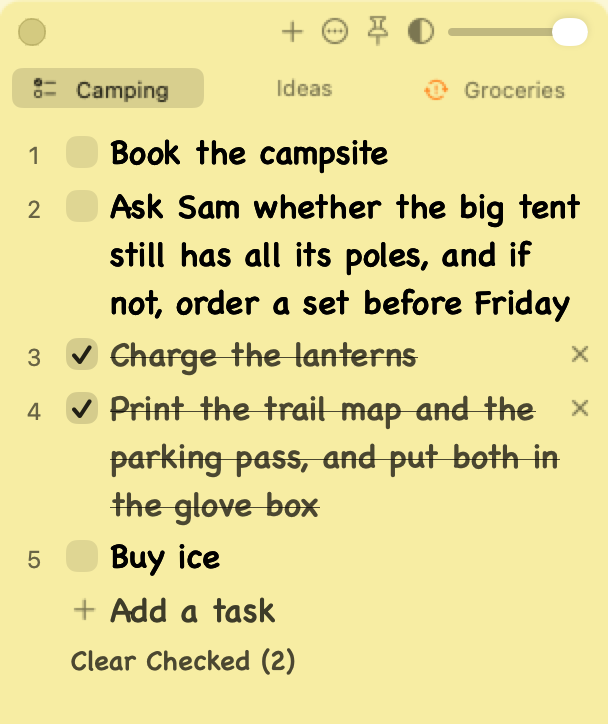 Camping
Ideas
Groceries
1 Book the campsite
2 Ask Sam whether the big tent
still has all its poles, and if
not, order a set before Friday
3 Charge the lanterns
4 Print the trail map and the
parking pass, and put both in
the glove box
5 Buy ice
+ Add a task
Clear Checked (2)